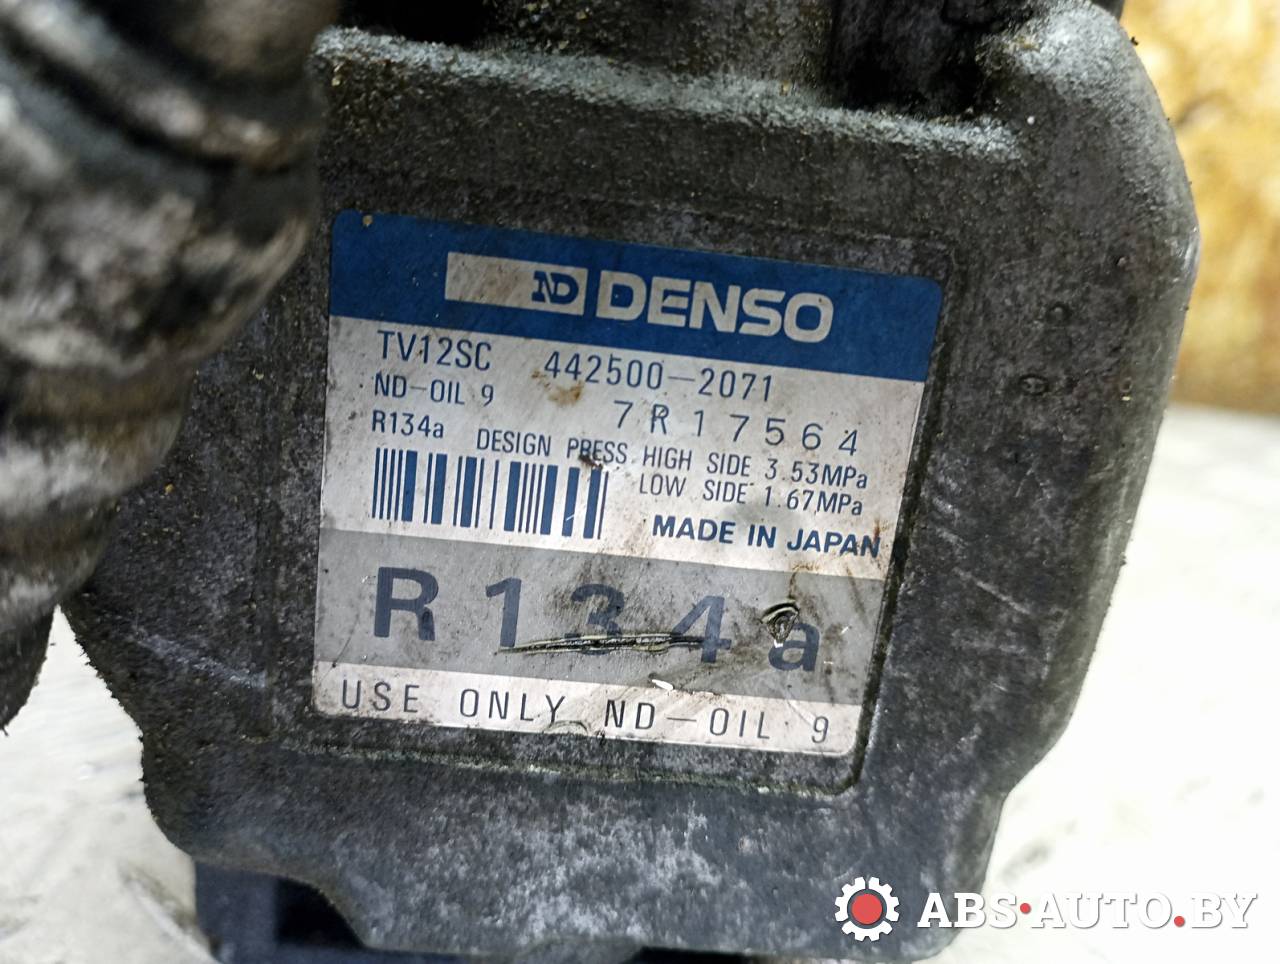 ND DENSO
TV12SC 442500-2071
ND-OIL 9 7R17564
R134a DESIGN PRESS. HIGH SIDE 3.53MPa
LOW SIDE 1.67MPa
MADE IN JAPAN
R134a
USE ONLY ND-OIL 9
ABS-AUTO.BY